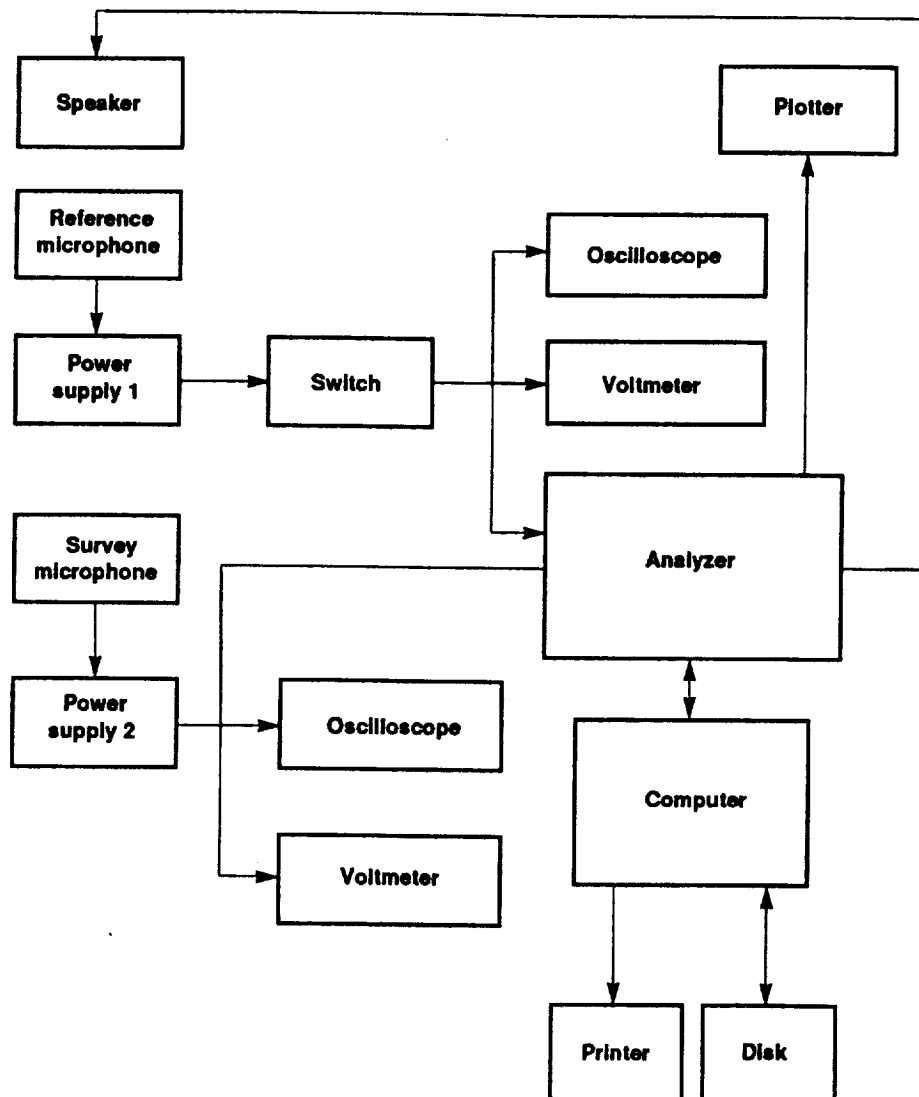 Speaker
Plotter
Reference
microphone
Oscilloscope
Power
supply 1
Switch
Voltmeter
Survey
microphone
Analyzer
Power
supply 2
Oscilloscope
Computer
Voltmeter
Printer
Disk